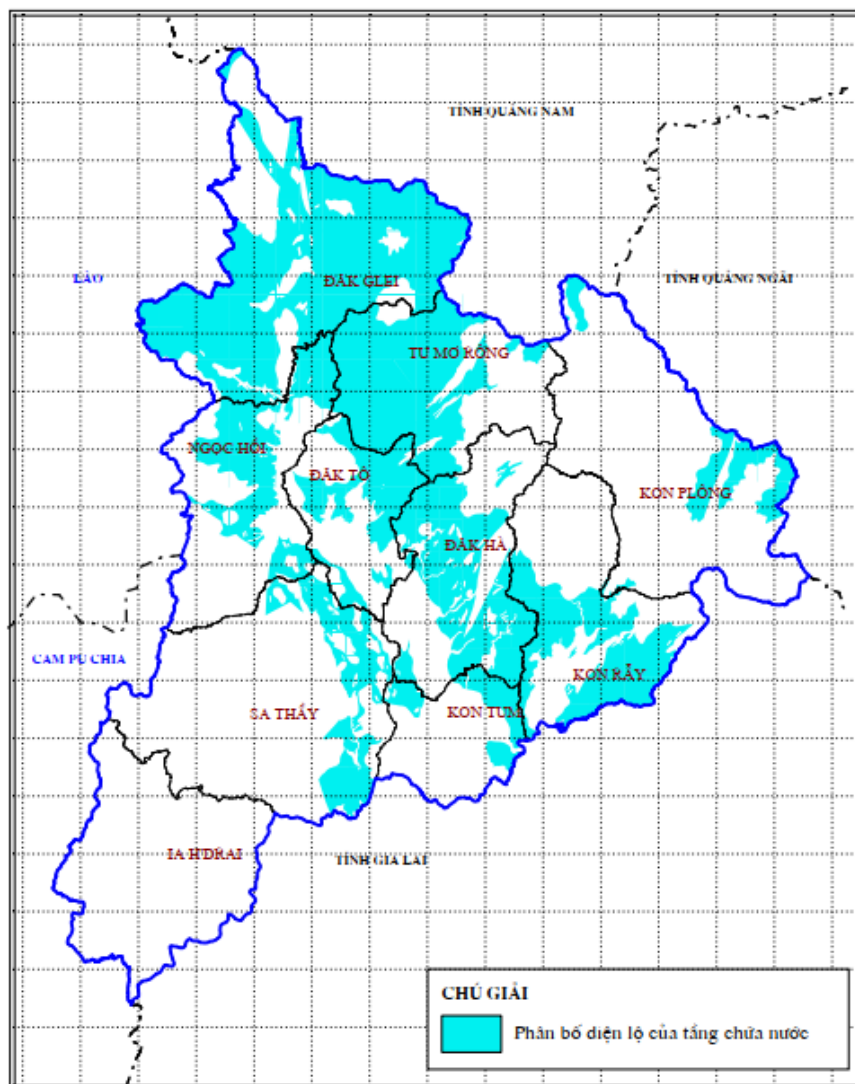 TỈNH QUẢNG NAM
LÀO
ĐĂK GLEI
TỈNH QUẢNG NGÃI
TU MƠ RÔNG
NGỌC HỒI
ĐĂK TÔ
KON PLÔNG
ĐĂK HÀ
CAM PU CHIA
KON RẪY
SA THẦY
KON TUM
IA H'DRAI
TỈNH GIA LAI
CHÚ GIẢI
Phân bố diện lộ của tầng chứa nước